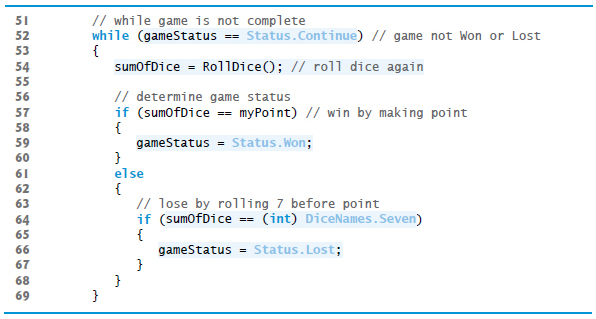 51 // while game is not complete
52 while (gameStatus == Status.Continue) // game not Won or Lost
53 {
54 sumOfDice = RollDice(); // roll dice again
55
56 // determine game status
57 if (sumOfDice == myPoint) // win by making point
58 {
59 gameStatus = Status.Won;
60 }
61 else
62 {
63 // lose by rolling 7 before point
64 if (sumOfDice == (int) DiceNames.Seven)
65 {
66 gameStatus = Status.Lost;
67 }
68 }
69 }